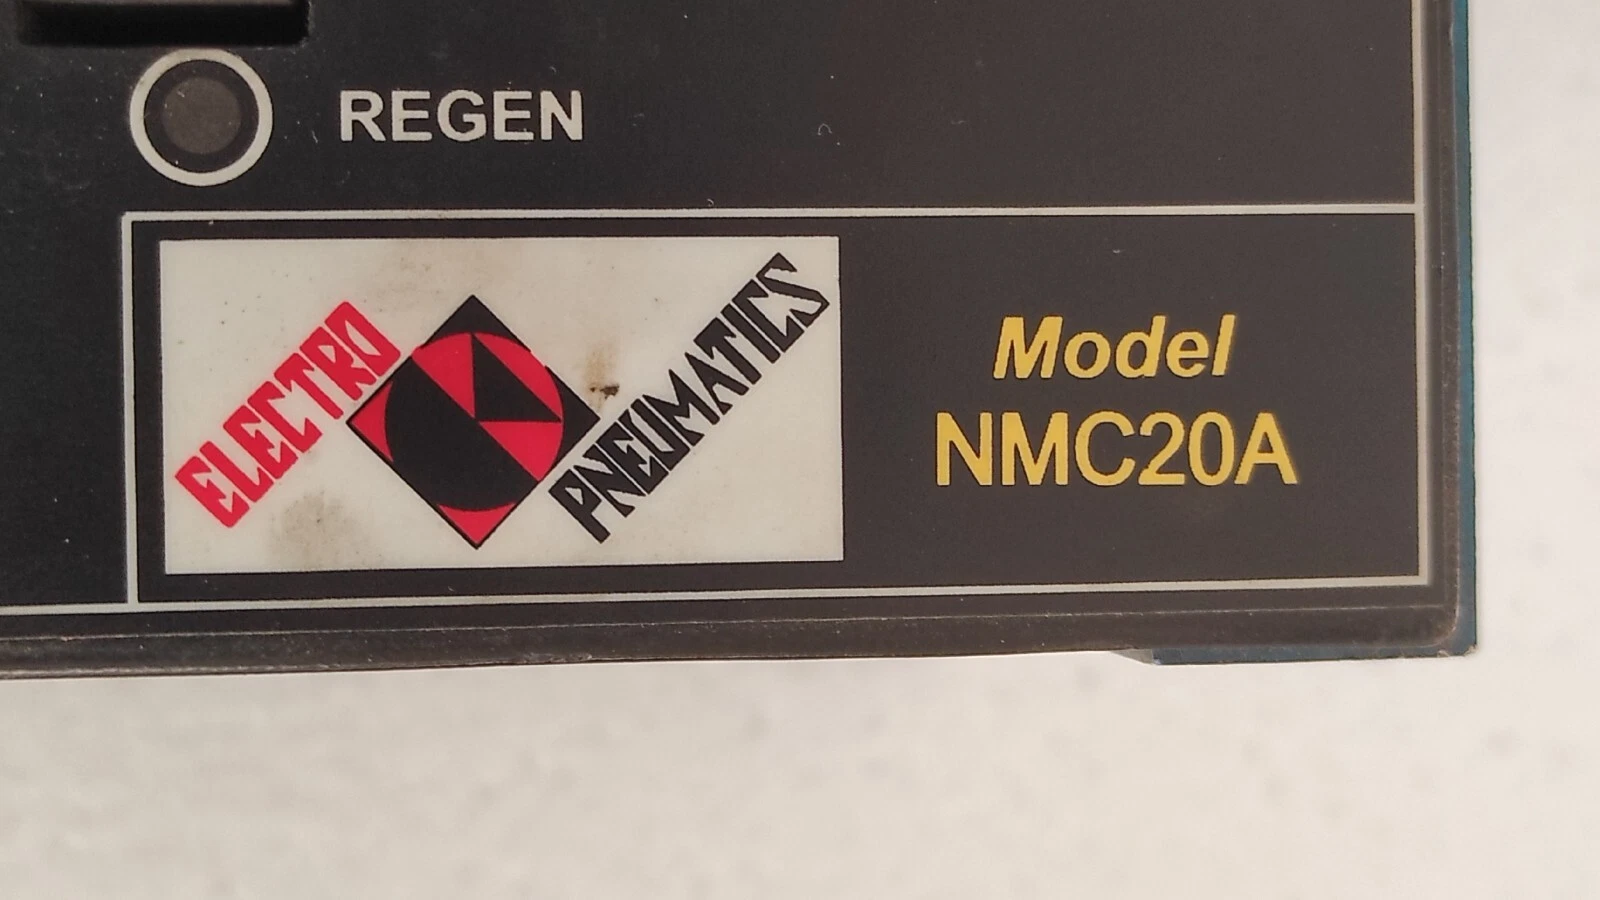 REGEN
ELECTRO
PNEUMATICS
Model
NMC20A